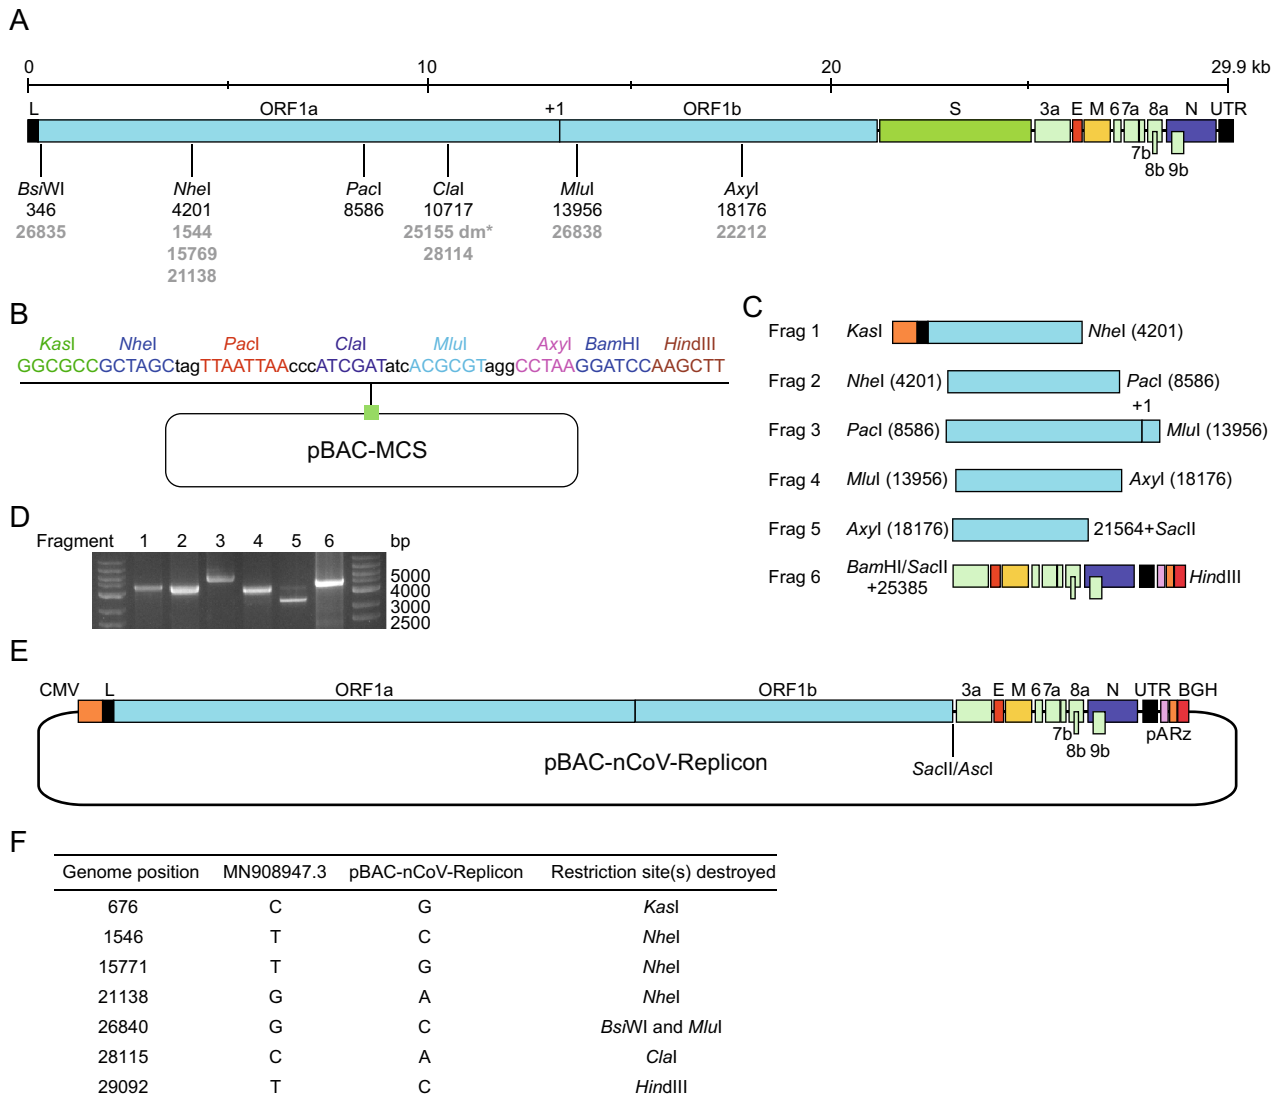 A
0 10 20 29.9 kb
L ORF1a +1 ORF1b S 3a E M 6 7a 8a N UTR
7b
8b 9b
BsiWI NheI PacI ClaI MluI AxyI
346 4201 8586 10717 13956 18176
26835 1544 25155 dm* 26838 22212
15769 28114
21138
B
KasI NheI PacI ClaI MluI AxyI BamHI HindIII
GGCGCCGCTAGCtagTTAATTAAcccATCGATatcACGCGTaggCCTAAGGATCCAAGCTT
pBAC-MCS
C
Frag 1 KasI NheI (4201)
Frag 2 NheI (4201) PacI (8586)
+1
Frag 3 PacI (8586) MluI (13956)
Frag 4 MluI (13956) AxyI (18176)
Frag 5 AxyI (18176) 21564+SacII
Frag 6 BamHI/SacII HindIII
+25385
D
Fragment 1 2 3 4 5 6 bp
5000
4000
3000
2500
E
CMV L ORF1a ORF1b 3a E M 6 7a 8a N UTR BGH
7b pA Rz
8b 9b
SacII/AscI
pBAC-nCoV-Replicon
F
Genome position MN908947.3 pBAC-nCoV-Replicon Restriction site(s) destroyed
676 C G KasI
1546 T C NheI
15771 T G NheI
21138 G A NheI
26840 G C BsiWI and MluI
28115 C A ClaI
29092 T C HindIII